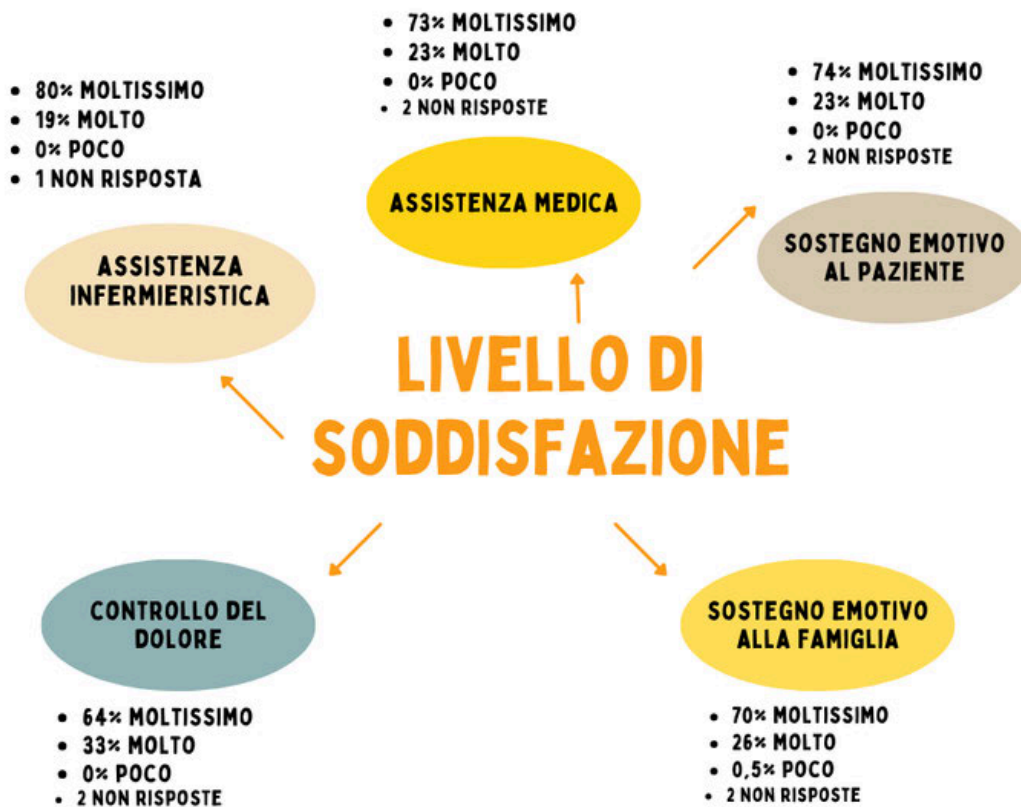 • 73% MOLTISSIMO
• 23% MOLTO
• 0% POCO
• 2 NON RISPOSTE
• 80% MOLTISSIMO
• 19% MOLTO
• 0% POCO
• 1 NON RISPOSTA
• 74% MOLTISSIMO
• 23% MOLTO
• 0% POCO
• 2 NON RISPOSTE
ASSISTENZA MEDICA
ASSISTENZA
INFERMIERISTICA
SOSTEGNO EMOTIVO
AL PAZIENTE
LIVELLO DI
SODDISFAZIONE
CONTROLLO DEL
DOLORE
SOSTEGNO EMOTIVO
ALLA FAMIGLIA
• 64% MOLTISSIMO
• 33% MOLTO
• 0% POCO
• 2 NON RISPOSTE
• 70% MOLTISSIMO
• 26% MOLTO
• 0,5% POCO
• 2 NON RISPOSTE